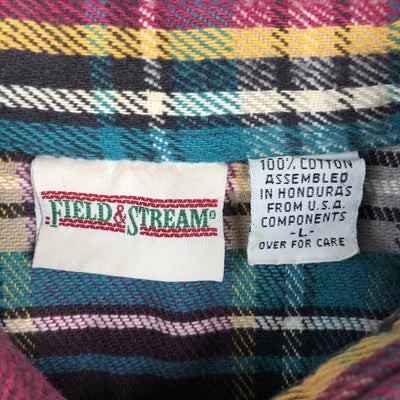 FIELD & STREAM®
100% COTTON
ASSEMBLED
IN HONDURAS
FROM U.S.A.
COMPONENTS
-L-
OVER FOR CARE